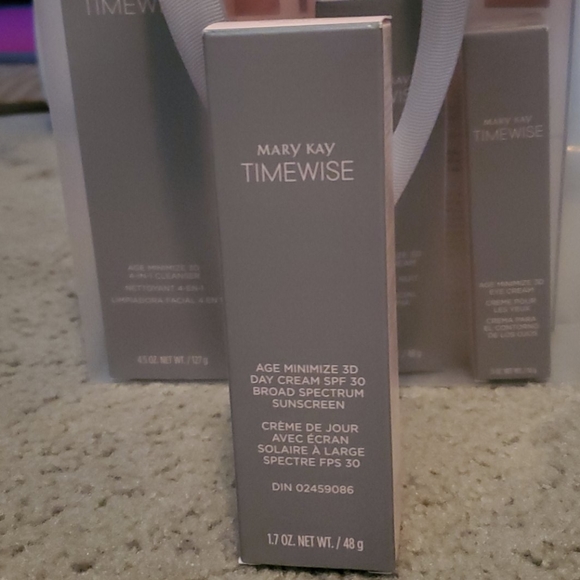 MARY KAY
TIMEWISE
AGE MINIMIZE 3D
DAY CREAM SPF 30
BROAD SPECTRUM
SUNSCREEN
CRÈME DE JOUR
AVEC ÉCRAN
SOLAIRE À LARGE
SPECTRE FPS 30
DIN 02459086
1.7 OZ. NET WT. / 48 g
TIMEW
AGE MINIMIZE 3D
4-IN-1 CLEANSER
NETTOYANT 4-EN-1
LIMPIADORA FACIAL 4 EN 1
4.5 OZ. NET WT. / 127 g
MARY KAY
TIMEWISE
AGE MINIMIZE 3D
EYE CREAM
CRÈME POUR
LES YEUX
CREMA PARA
EL CONTORNO
DE LOS OJOS